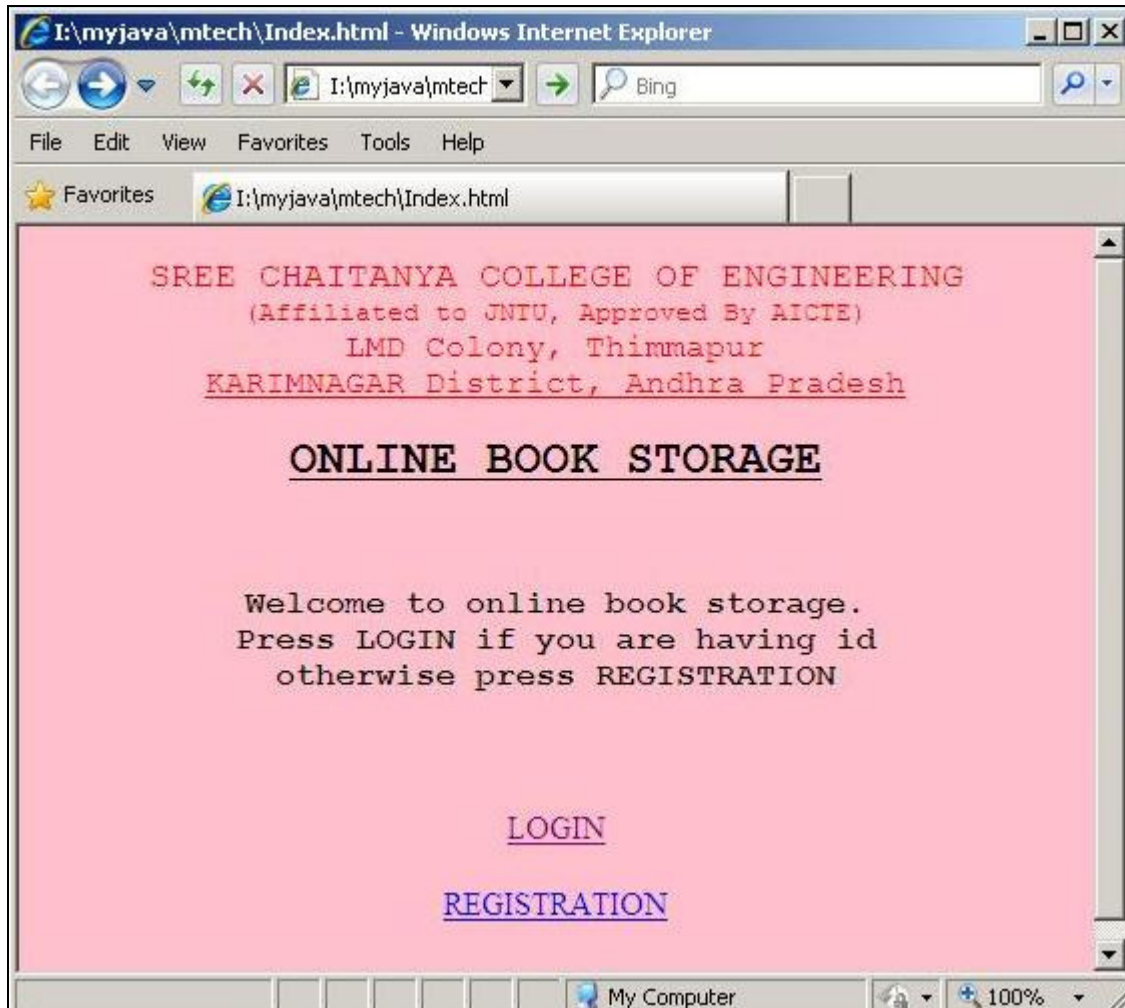 I:\myjava\mtech\Index.html - Windows Internet Explorer
I:\myjava\mtech Bing
File Edit View Favorites Tools Help
Favorites I:\myjava\mtech\Index.html
SREE CHAITANYA COLLEGE OF ENGINEERING
(Affiliated to JNTU, Approved By AICTE)
LMD Colony, Thimmapur
KARIMNAGAR District, Andhra Pradesh
ONLINE BOOK STORAGE
Welcome to online book storage.
Press LOGIN if you are having id
otherwise press REGISTRATION
LOGIN
REGISTRATION
My Computer 100%